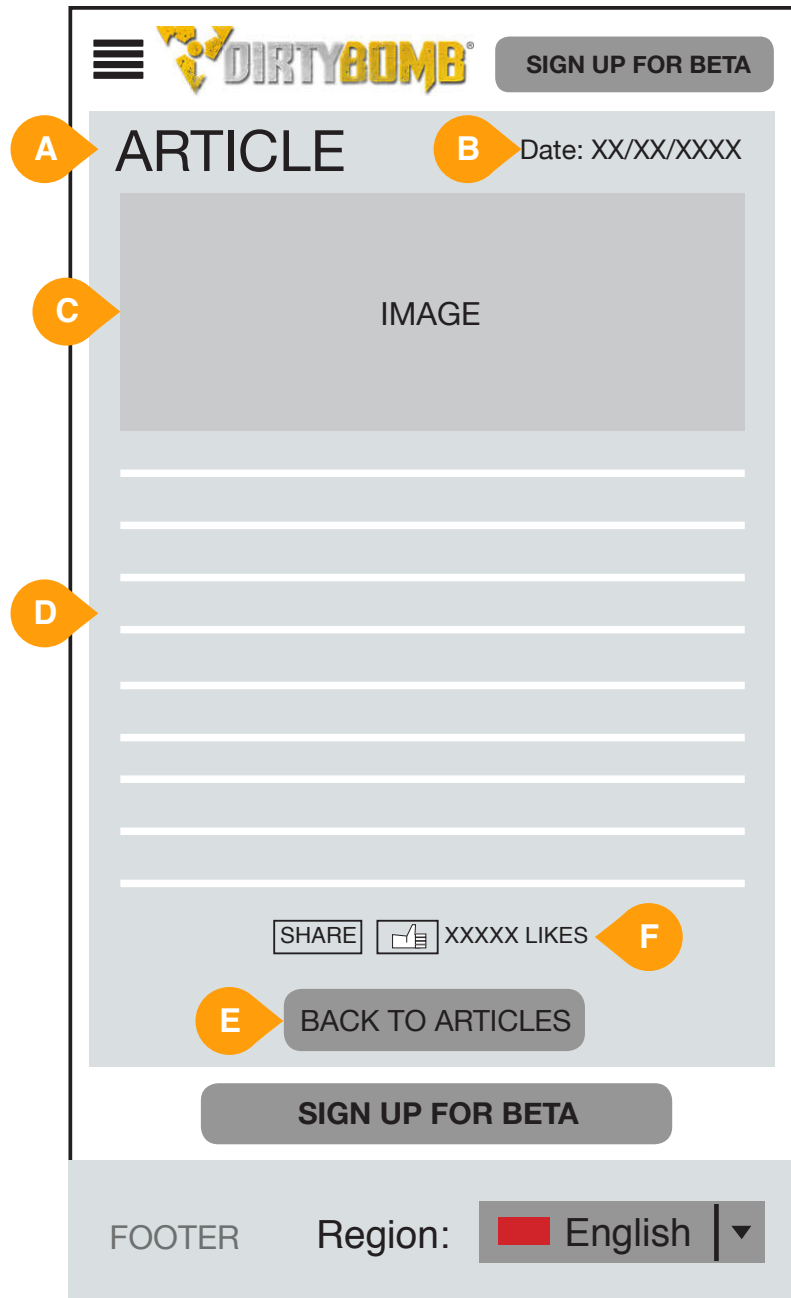 DIRTYBOMB®
SIGN UP FOR BETA
A
ARTICLE
B
Date: XX/XX/XXXX
C
IMAGE
D
SHARE
XXXXX LIKES
F
E
BACK TO ARTICLES
SIGN UP FOR BETA
FOOTER
Region:
English